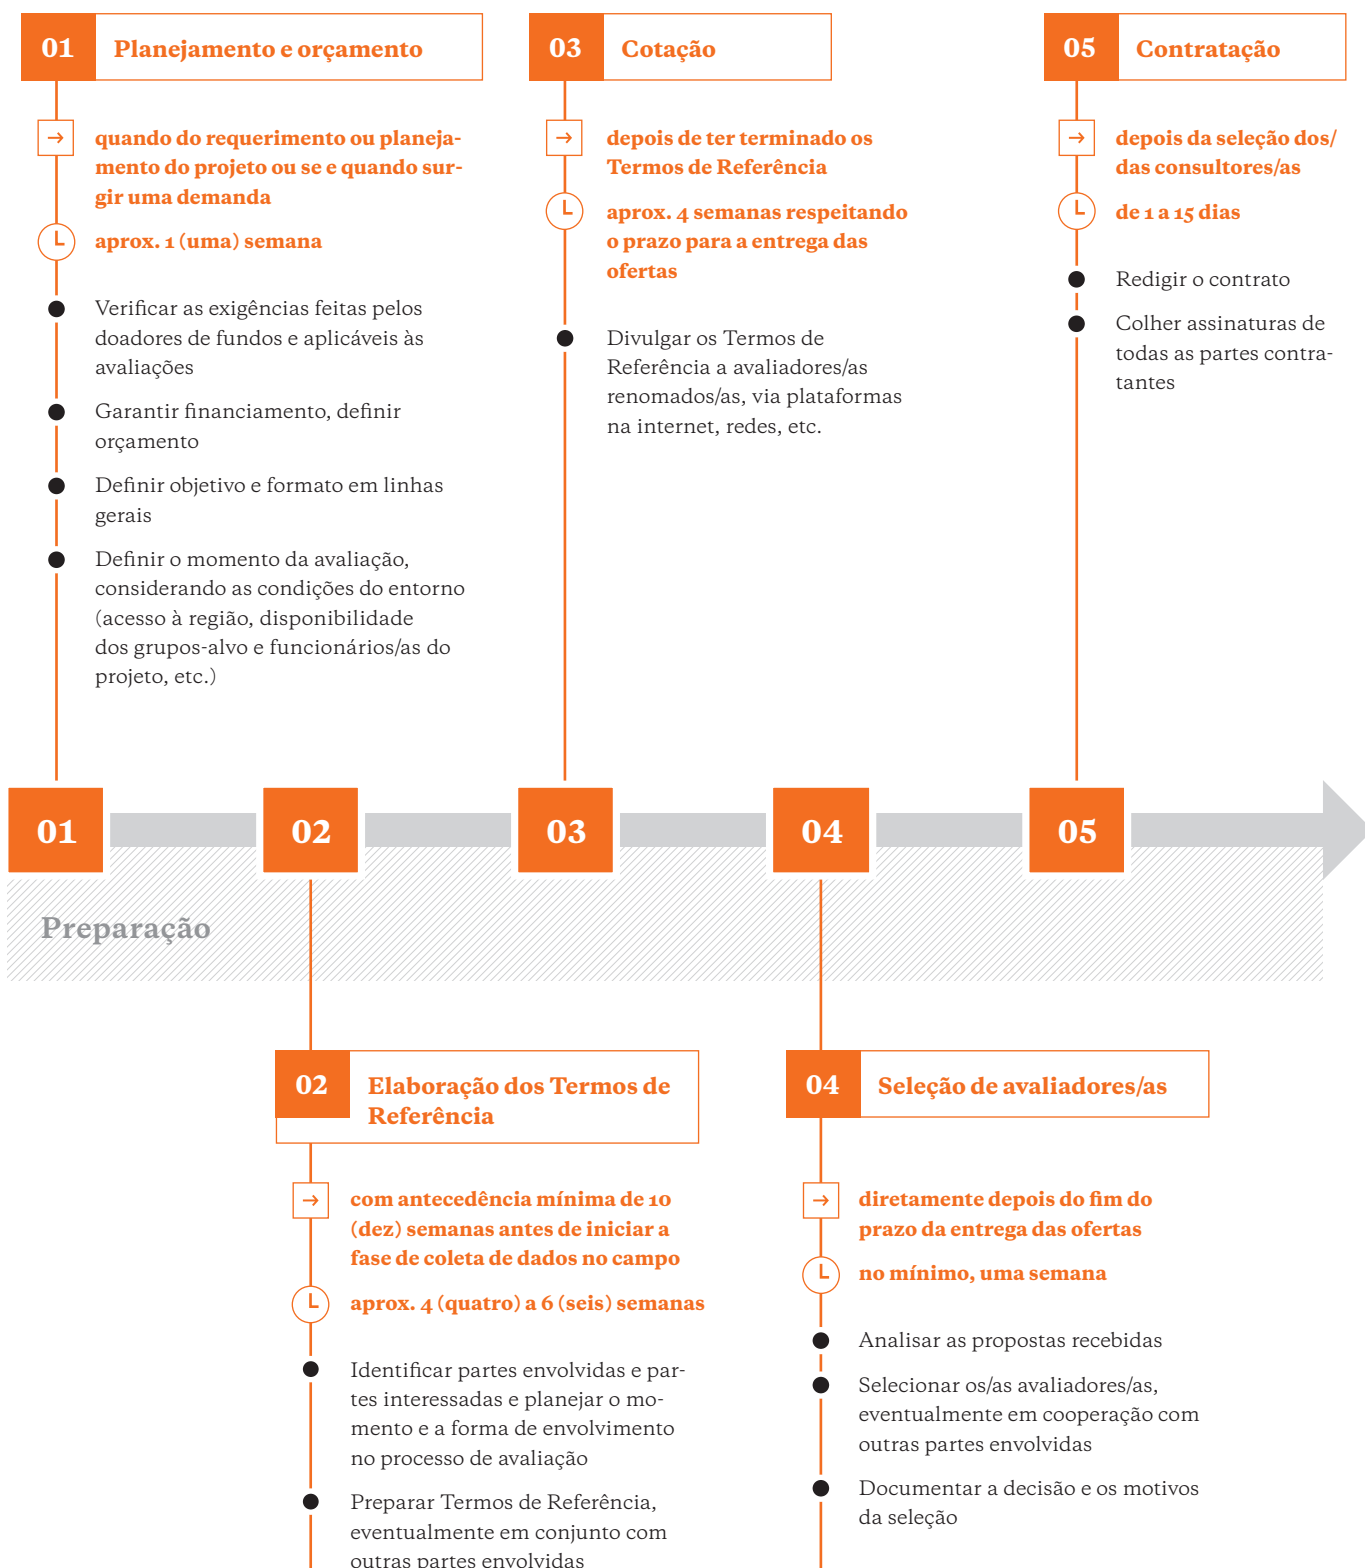 01 Planejamento e orçamento
quando do requerimento ou planeja-
mento do projeto ou se e quando sur-
gir uma demanda
aprox. 1 (uma) semana
Verificar as exigências feitas pelos
doadores de fundos e aplicáveis às
avaliações
Garantir financiamento, definir
orçamento
Definir objetivo e formato em linhas
gerais
Definir o momento da avaliação,
considerando as condições do entorno
(acesso à região, disponibilidade
dos grupos-alvo e funcionários/as do
projeto, etc.)
03 Cotação
depois de ter terminado os
Termos de Referência
aprox. 4 semanas respeitando
o prazo para a entrega das
ofertas
Divulgar os Termos de
Referência a avaliadores/as
renomados/as, via plataformas
na internet, redes, etc.
05 Contratação
depois da seleção dos/
das consultores/as
de 1 a 15 dias
Redigir o contrato
Colher assinaturas de
todas as partes contra-
tantes
01 02 03 04 05
Preparação
02 Elaboração dos Termos de
Referência
com antecedência mínima de 10
(dez) semanas antes de iniciar a
fase de coleta de dados no campo
aprox. 4 (quatro) a 6 (seis) semanas
Identificar partes envolvidas e par-
tes interessadas e planejar o mo-
mento e a forma de envolvimento
no processo de avaliação
Preparar Termos de Referência,
eventualmente em conjunto com
outras partes envolvidas
04 Seleção de avaliadores/as
diretamente depois do fim do
prazo da entrega das ofertas
no mínimo, uma semana
Analisar as propostas recebidas
Selecionar os/as avaliadores/as,
eventualmente em cooperação com
outras partes envolvidas
Documentar a decisão e os motivos
da seleção